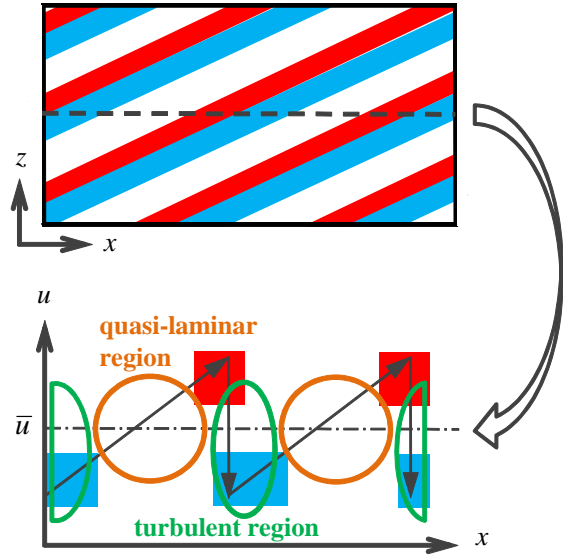 z
x
u
quasi-laminar
region
u̅
turbulent region
x